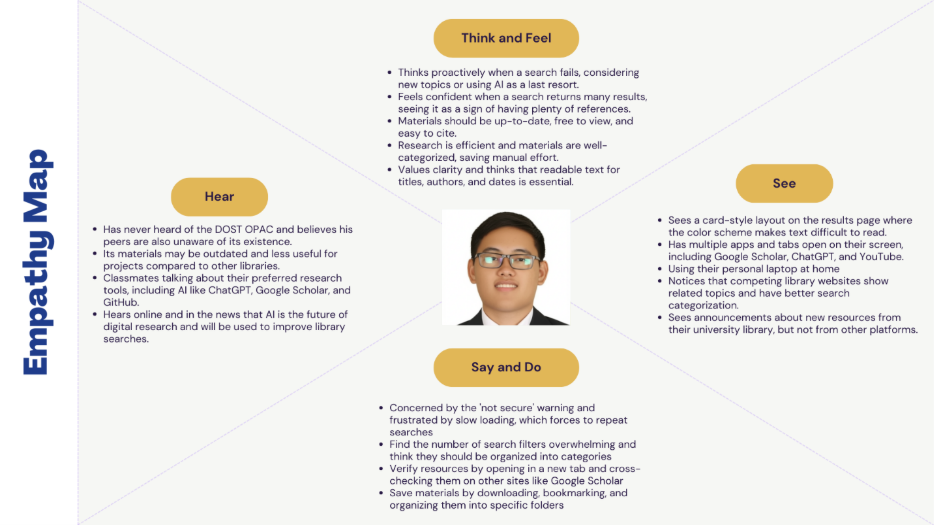 Empathy Map
Think and Feel
• Thinks proactively when a search fails, considering
new topics or using AI as a last resort.
• Feels confident when a search returns many results,
seeing it as a sign of having plenty of references.
• Materials should be up-to-date, free to view, and
easy to cite.
• Research is efficient and materials are well-
categorized, saving manual effort.
• Values clarity and thinks that readable text for
titles, authors, and dates is essential.
Hear
• Has never heard of the DOST OPAC and believes his
peers are also unaware of its existence.
• Its materials may be outdated and less useful for
projects compared to other libraries.
• Classmates talking about their preferred research
tools, including AI like ChatGPT, Google Scholar, and
GitHub.
• Hears online and in the news that AI is the future of
digital research and will be used to improve library
searches.
See
• Sees a card-style layout on the results page where
the color scheme makes text difficult to read.
• Has multiple apps and tabs open on their screen,
including Google Scholar, ChatGPT, and YouTube.
• Using their personal laptop at home
• Notices that competing library websites show
related topics and have better search
categorization.
• Sees announcements about new resources from
their university library, but not from other platforms.
Say and Do
• Concerned by the 'not secure' warning and
frustrated by slow loading, which forces to repeat
searches
• Find the number of search filters overwhelming and
think they should be organized into categories
• Verify resources by opening in a new tab and cross-
checking them on other sites like Google Scholar
• Save materials by downloading, bookmarking, and
organizing them into specific folders